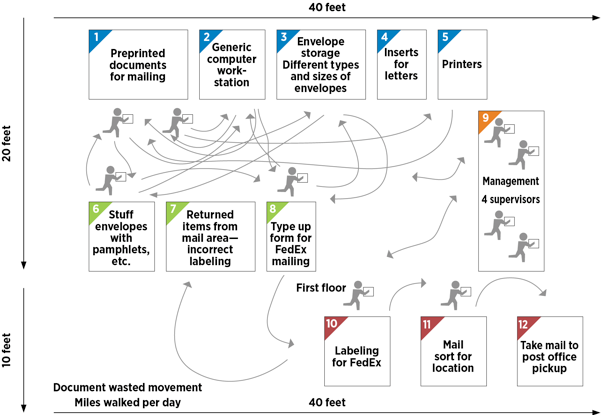 40 feet
20 feet
1
Preprinted
documents
for mailing
2
Generic
computer
work-
station
3
Envelope
storage
Different types
and sizes of
envelopes
4
Inserts
for
letters
5
Printers
9
Management
4 supervisors
6
Stuff
envelopes
with
pamphlets,
etc.
7
Returned
items from
mail area—
incorrect
labeling
8
Type up
form for
FedEx
mailing
10 feet
First floor
10
Labeling
for FedEx
11
Mail
sort for
location
12
Take mail to
post office
pickup
Document wasted movement
Miles walked per day
40 feet